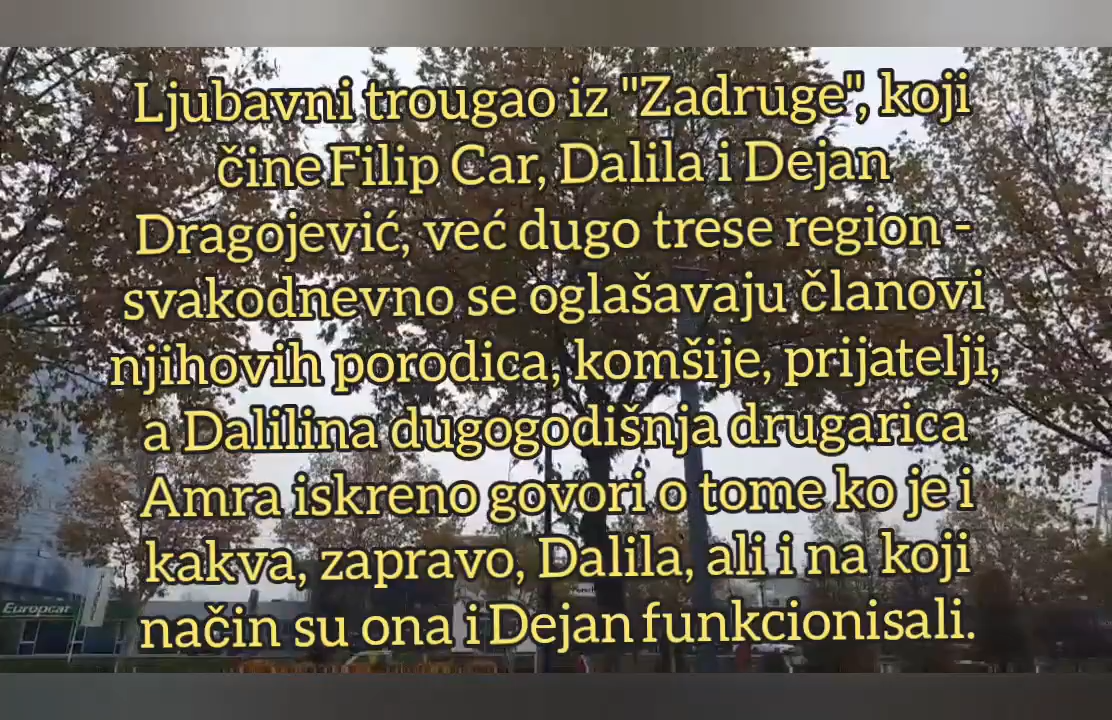 Ljubavni trougao iz "Zadruge", koji
čine Filip Car, Dalila i Dejan
Dragojević, već dugo trese region -
svakodnevno se oglašavaju članovi
njihovih porodica, komšije, prijatelji,
a Dalilina dugogodišnja drugarica
Amra iskreno govori o tome ko je i
kakva, zapravo, Dalila, ali i na koji
način su ona i Dejan funkcionisali.
Europcar